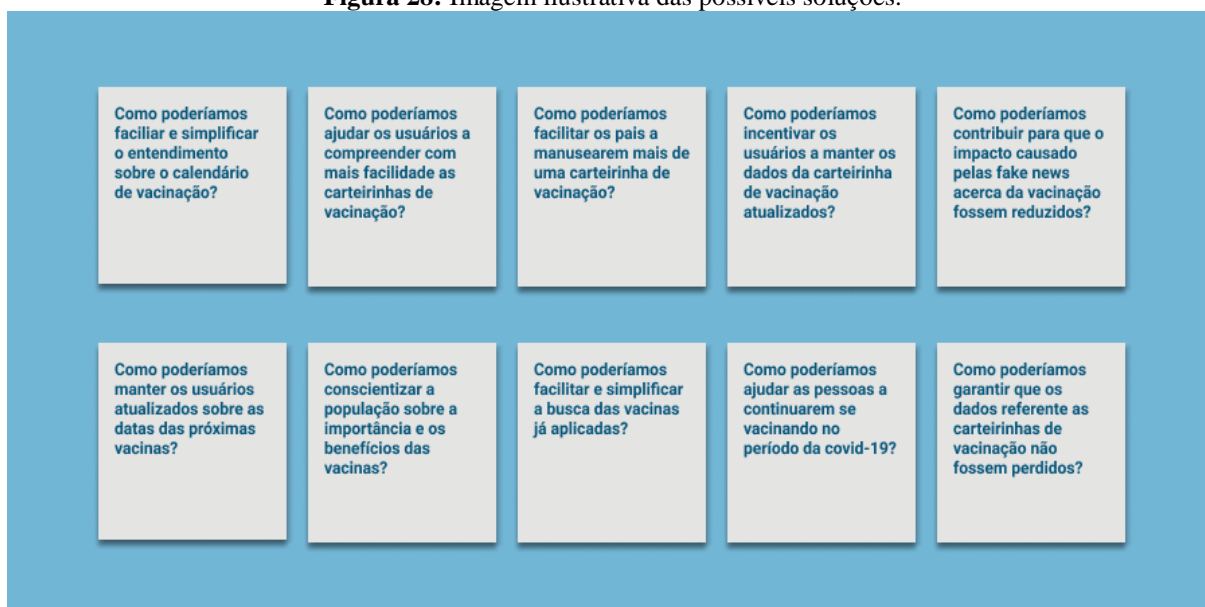 Figura 28: Imagem ilustrativa das possíveis soluções.
Como poderíamos
faciliar e simplificar
o entendimento
sobre o calendário
de vacinação?
Como poderíamos
ajudar os usuários a
compreender com
mais facilidade as
carteirinhas de
vacinação?
Como poderíamos
facilitar os pais a
manusearem mais de
uma carteirinha de
vacinação?
Como poderíamos
incentivar os
usuários a manter os
dados da carteirinha
de vacinação
atualizados?
Como poderíamos
contribuir para que o
impacto causado
pelas fake news
acerca da vacinação
fossem reduzidos?
Como poderíamos
manter os usuários
atualizados sobre as
datas das próximas
vacinas?
Como poderíamos
conscientizar a
população sobre a
importância e os
benefícios das
vacinas?
Como poderíamos
facilitar e simplificar
a busca das vacinas
já aplicadas?
Como poderíamos
ajudar as pessoas a
continuarem se
vacinando no
período da covid-19?
Como poderíamos
garantir que os
dados referente as
carteirinhas de
vacinação não
fossem perdidos?